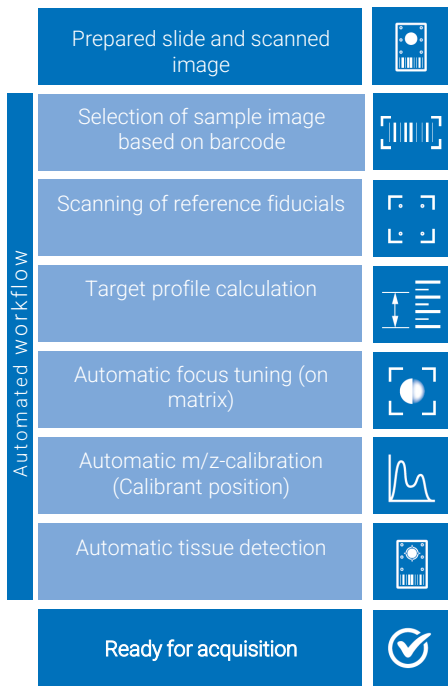 Prepared slide and scanned
image
Automated workflow
Selection of sample image
based on barcode
Scanning of reference fiducials
Target profile calculation
Automatic focus tuning (on
matrix)
Automatic m/z-calibration
(Calibrant position)
Automatic tissue detection
Ready for acquisition